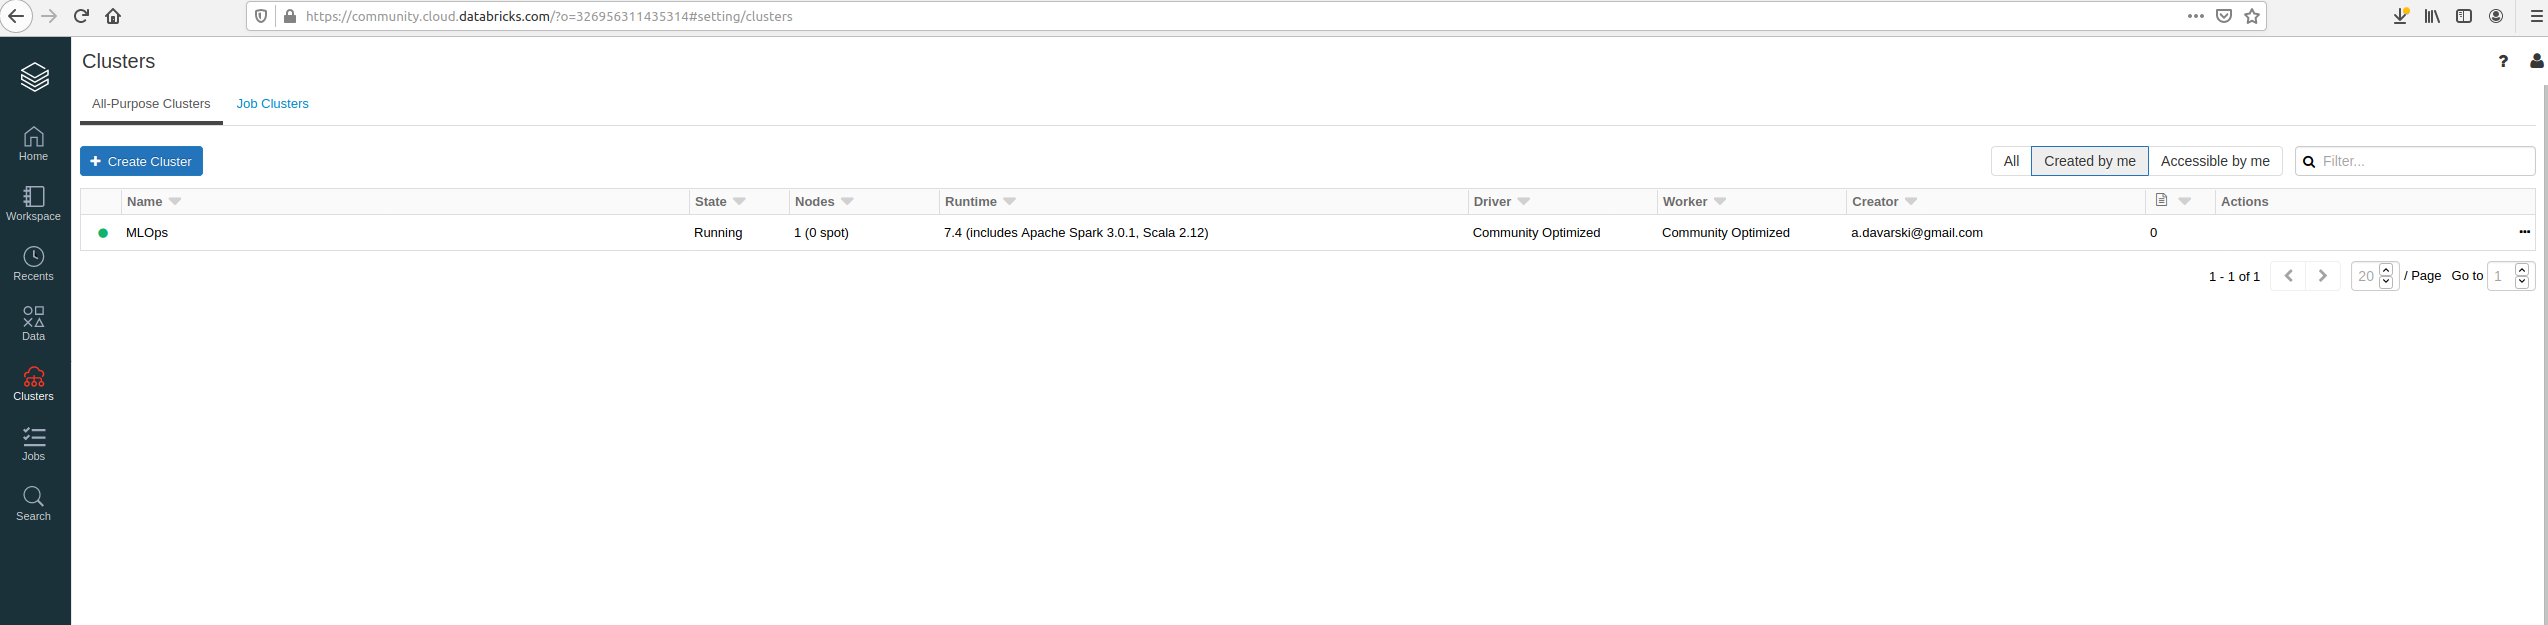 https://community.cloud.databricks.com/?o=326956311435314#setting/clusters
Clusters
?
All-Purpose Clusters Job Clusters
+ Create Cluster
All Created by me Accessible by me Filter...
Name State Nodes Runtime Driver Worker Creator Actions
MLOps Running 1 (0 spot) 7.4 (includes Apache Spark 3.0.1, Scala 2.12) Community Optimized Community Optimized a.davarski@gmail.com 0 ...
1 - 1 of 1 20 / Page Go to 1
Home
Workspace
Recents
Data
Clusters
Jobs
Search